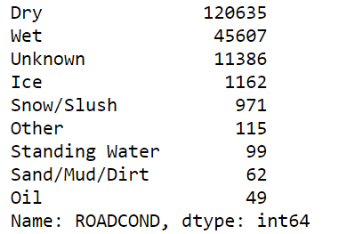 Dry 120635
Wet 45607
Unknown 11386
Ice 1162
Snow/Slush 971
Other 115
Standing Water 99
Sand/Mud/Dirt 62
Oil 49
Name: ROADCOND, dtype: int64